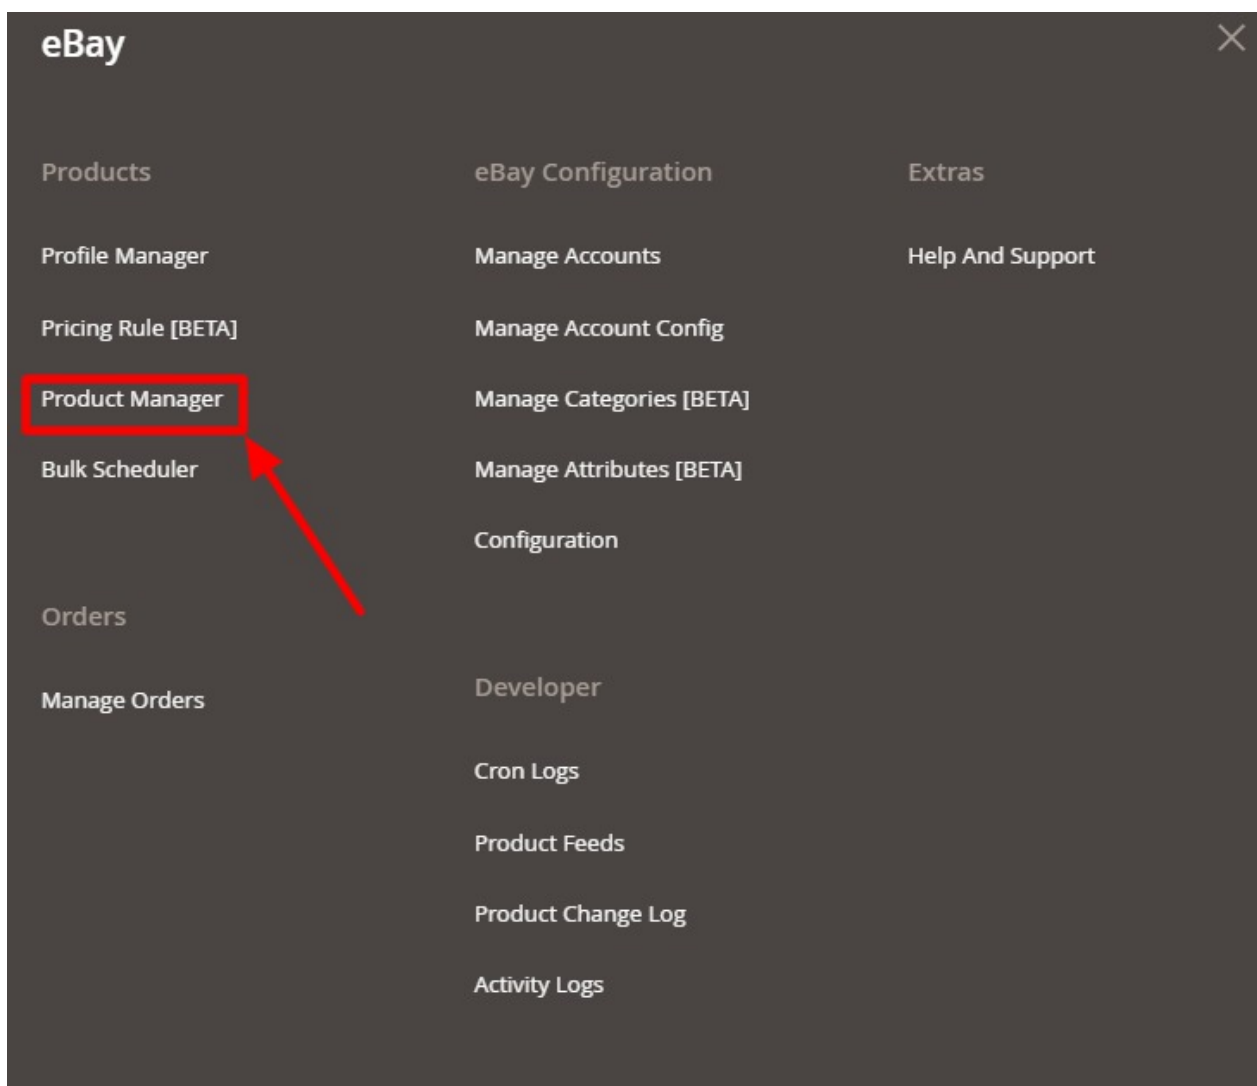 eBay
Products
Profile Manager
Pricing Rule [BETA]
Product Manager
Bulk Scheduler
Orders
Manage Orders
eBay Configuration
Manage Accounts
Manage Account Config
Manage Categories [BETA]
Manage Attributes [BETA]
Configuration
Developer
Cron Logs
Product Feeds
Product Change Log
Activity Logs
Extras
Help And Support